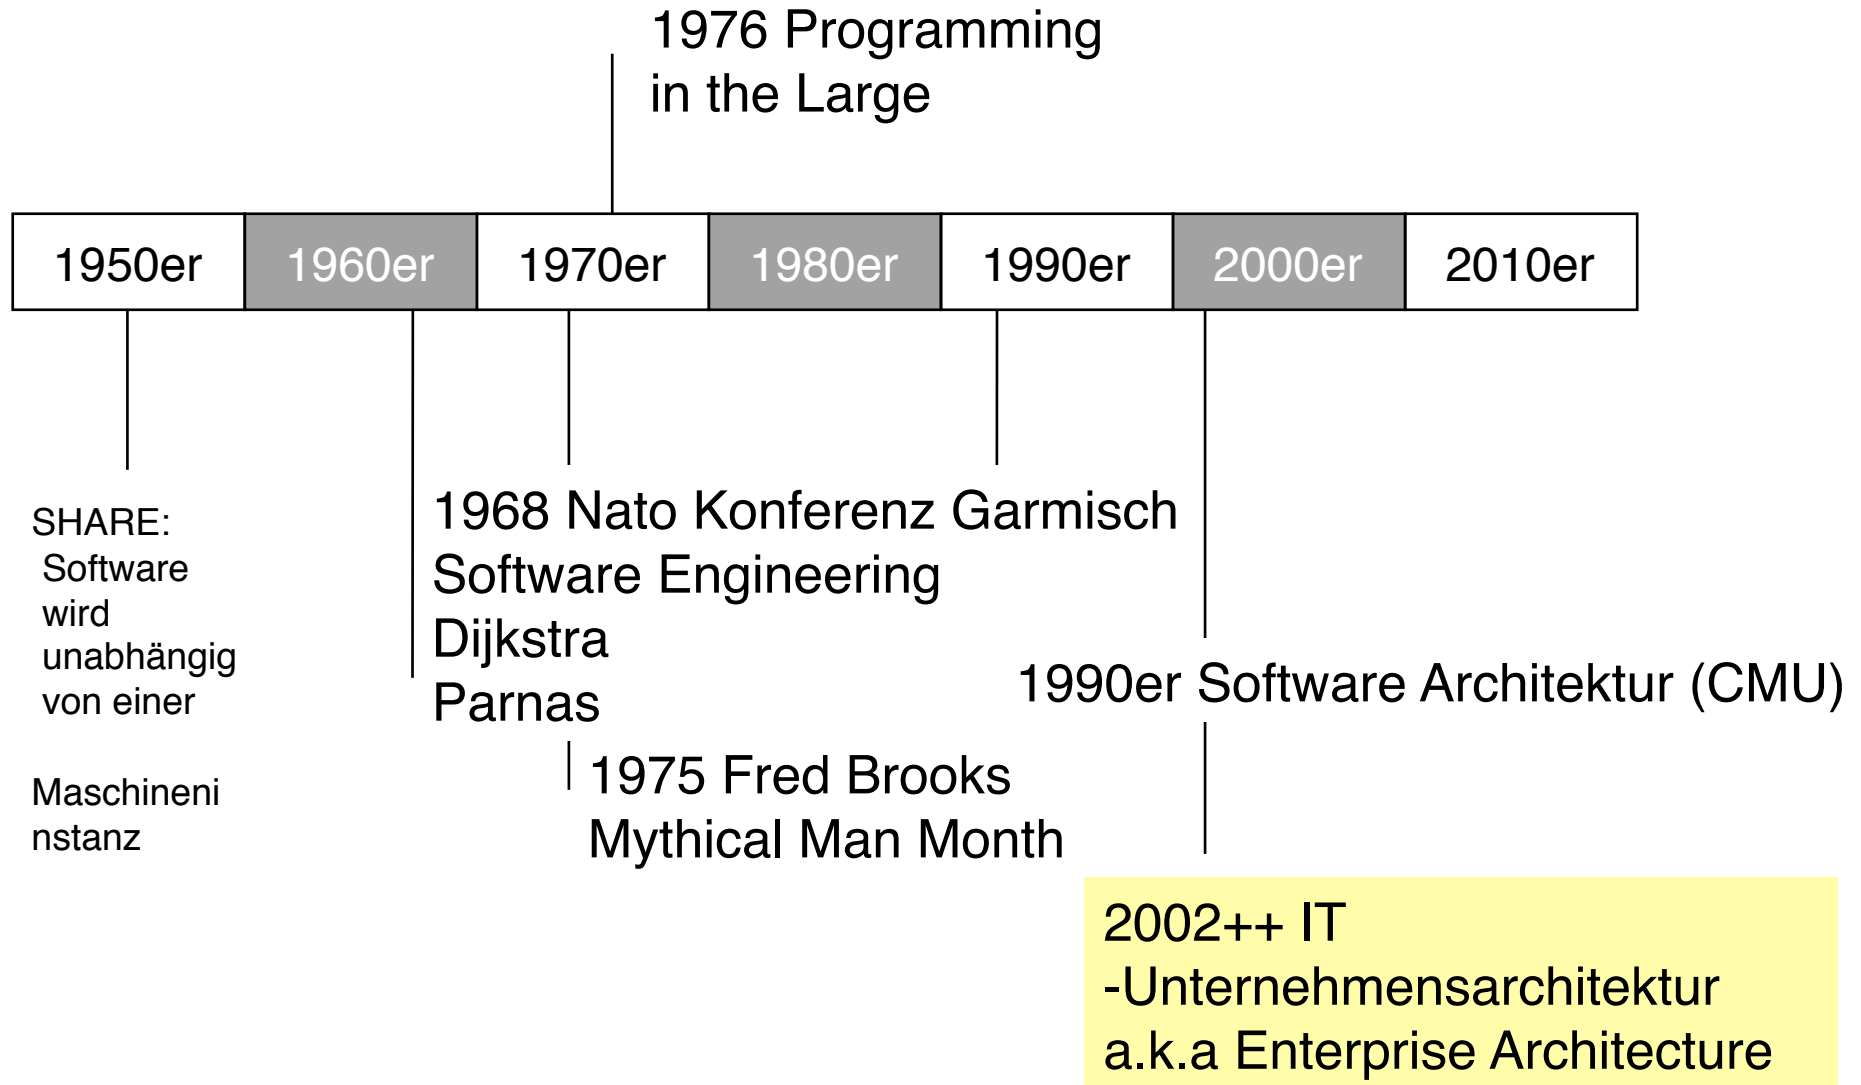 1976 Programming
in the Large
1950er 1960er 1970er 1980er 1990er 2000er 2010er
SHARE:
Software
wird
unabhängig
von einer
Maschineni
nstanz
1968 Nato Konferenz Garmisch
Software Engineering
Dijkstra
Parnas
1975 Fred Brooks
Mythical Man Month
1990er Software Architektur (CMU)
2002++ IT
-Unternehmensarchitektur
a.k.a Enterprise Architecture